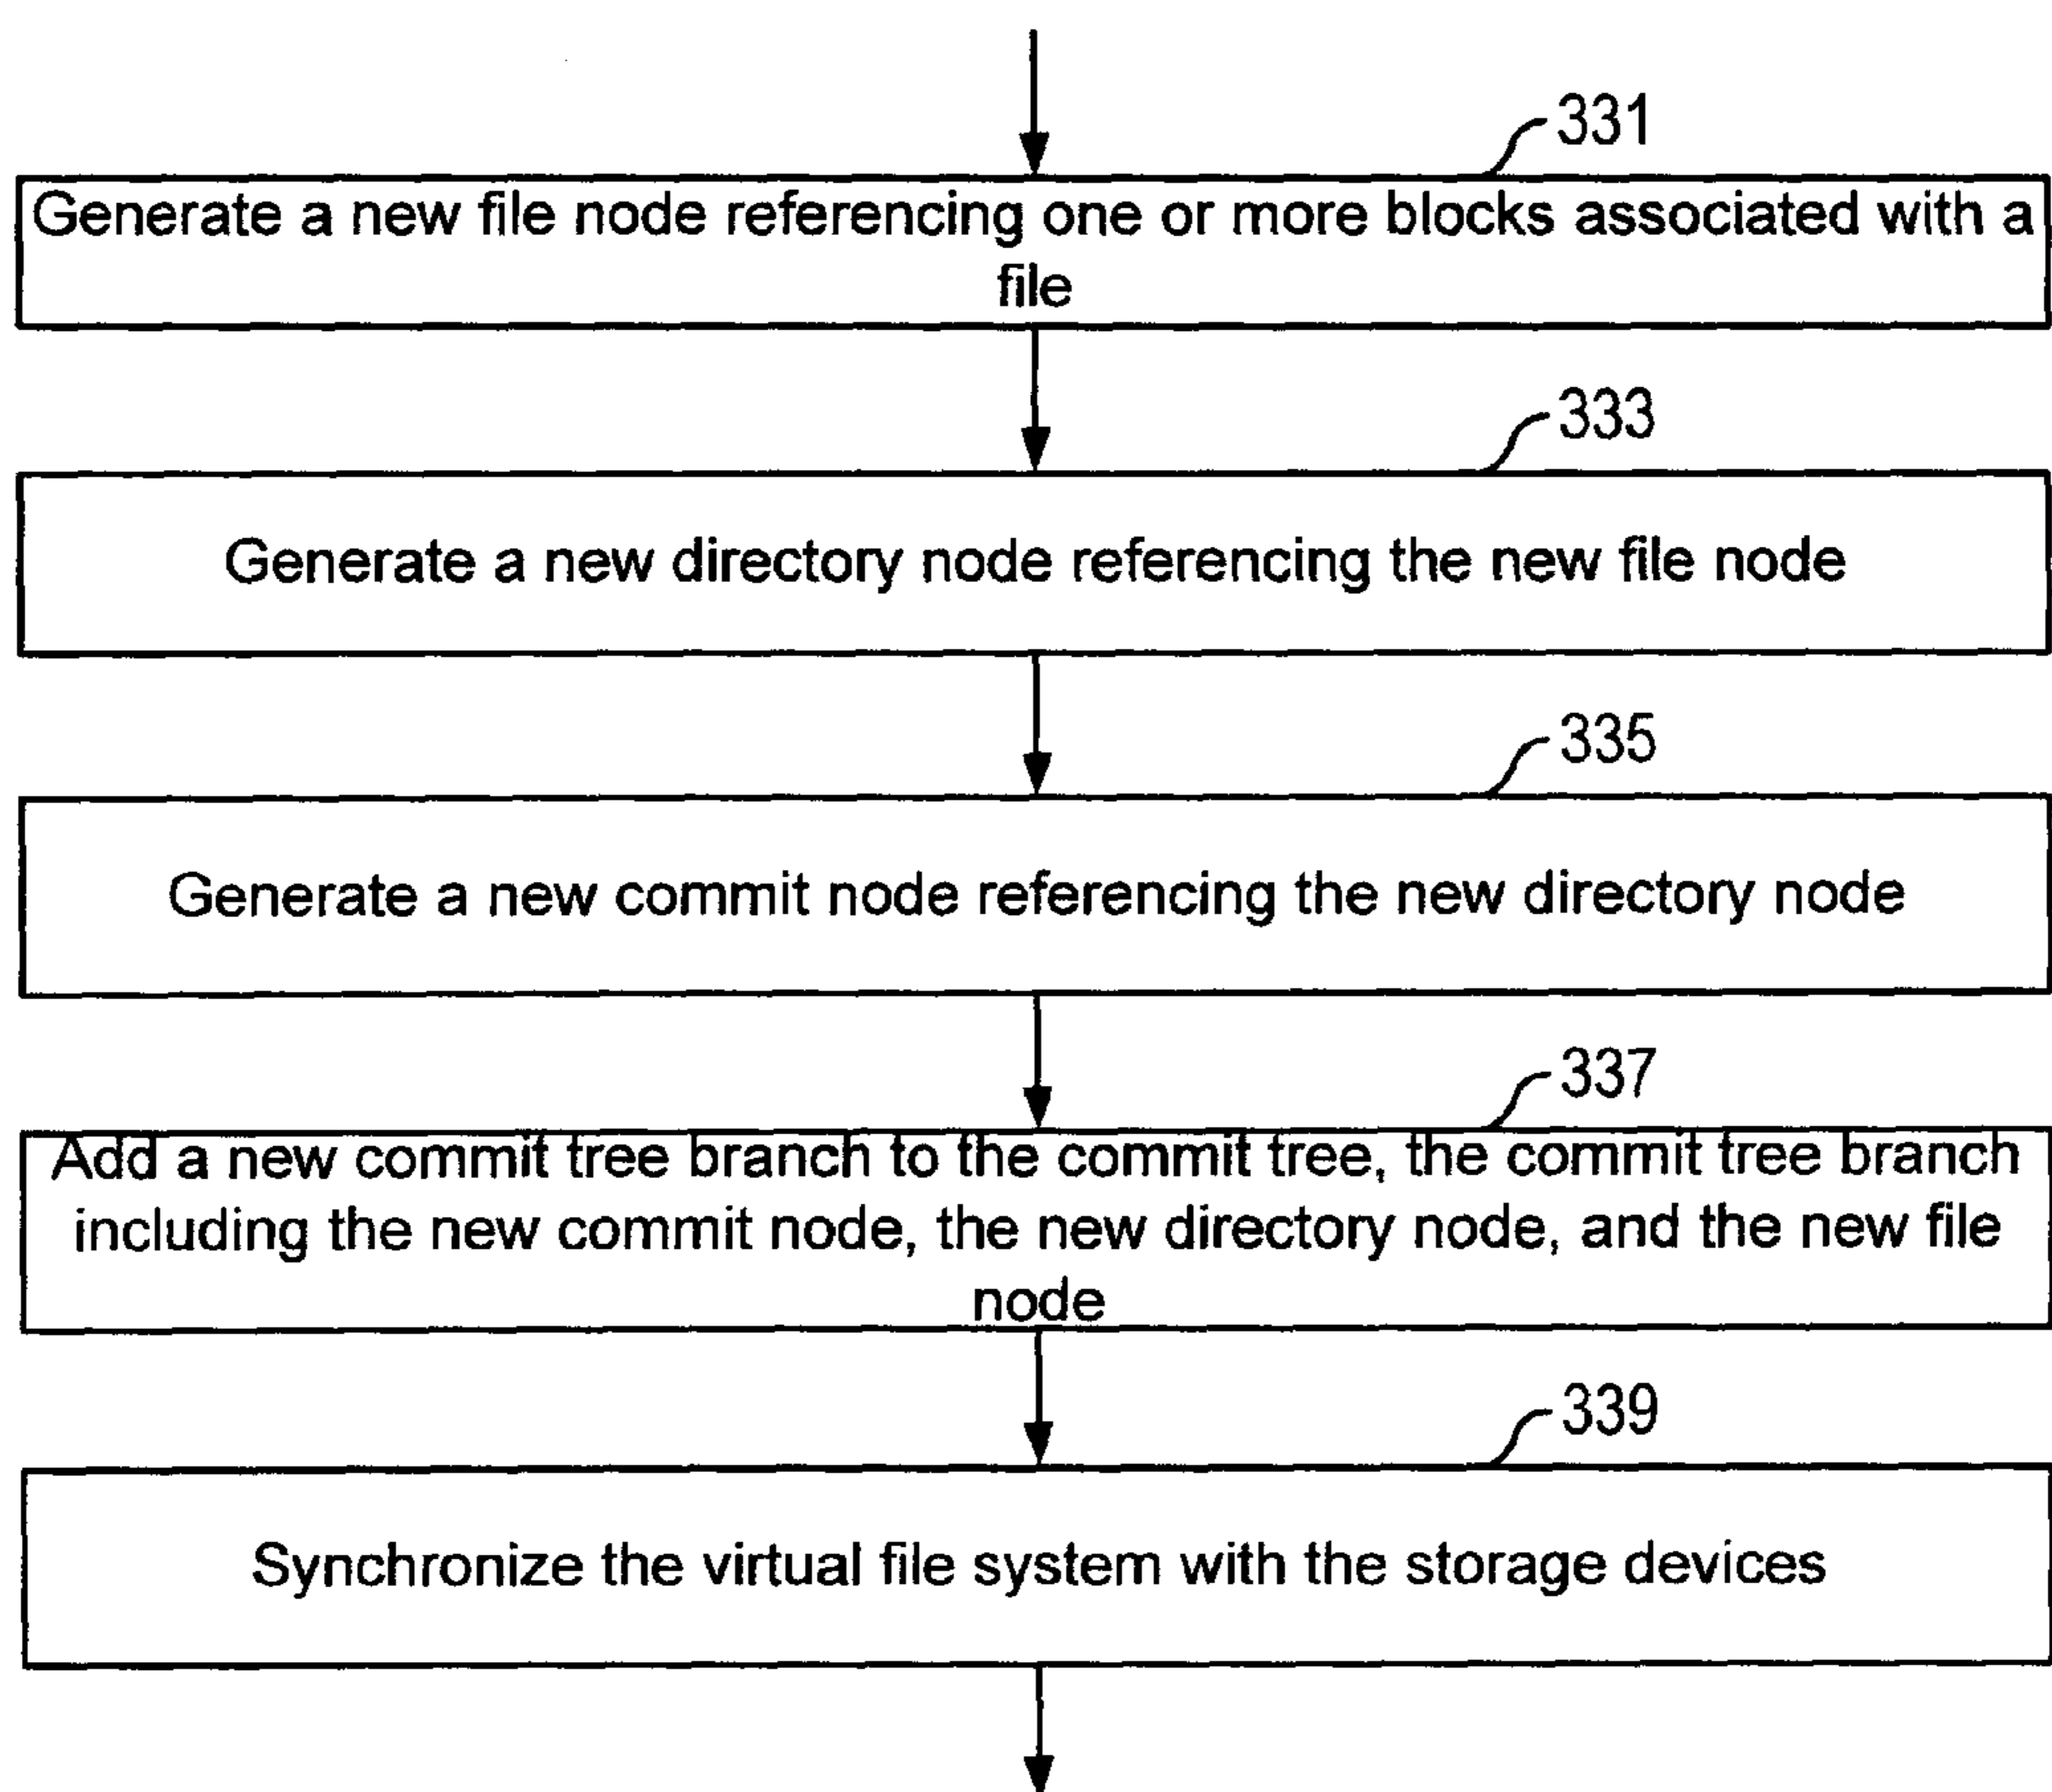 331
Generate a new file node referencing one or more blocks associated with a
file
333
Generate a new directory node referencing the new file node
335
Generate a new commit node referencing the new directory node
337
Add a new commit tree branch to the commit tree, the commit tree branch
including the new commit node, the new directory node, and the new file
node
339
Synchronize the virtual file system with the storage devices